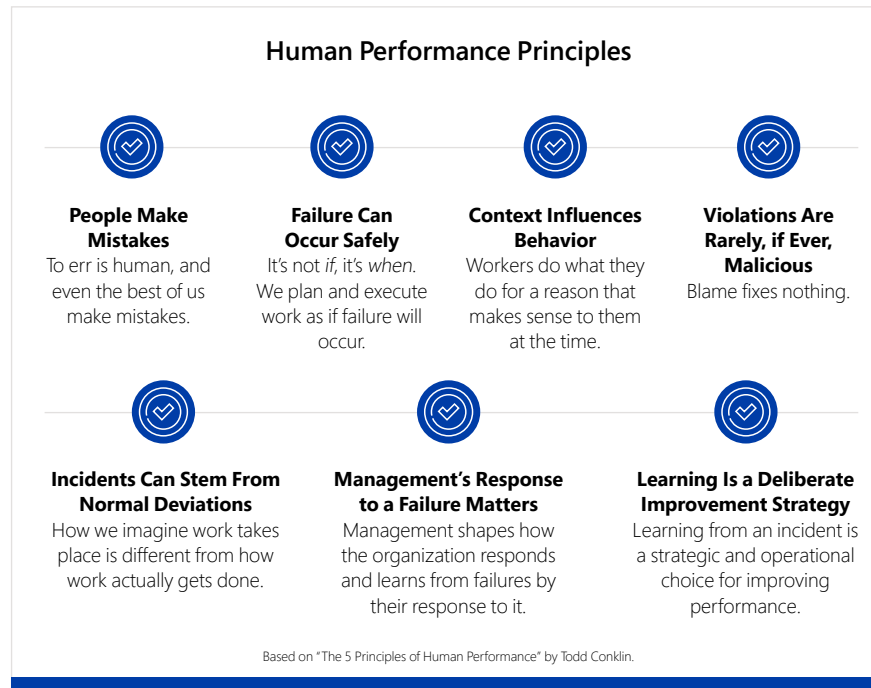 Human Performance Principles
People Make
Mistakes
To err is human, and
even the best of us
make mistakes.
Failure Can
Occur Safely
It's not if, it's when.
We plan and execute
work as if failure will
occur.
Context Influences
Behavior
Workers do what they
do for a reason that
makes sense to them
at the time.
Violations Are
Rarely, if Ever,
Malicious
Blame fixes nothing.
Incidents Can Stem From
Normal Deviations
How we imagine work takes
place is different from how
work actually gets done.
Management's Response
to a Failure Matters
Management shapes how
the organization responds
and learns from failures by
their response to it.
Learning Is a Deliberate
Improvement Strategy
Learning from an incident is
a strategic and operational
choice for improving
performance.
Based on "The 5 Principles of Human Performance" by Todd Conklin.